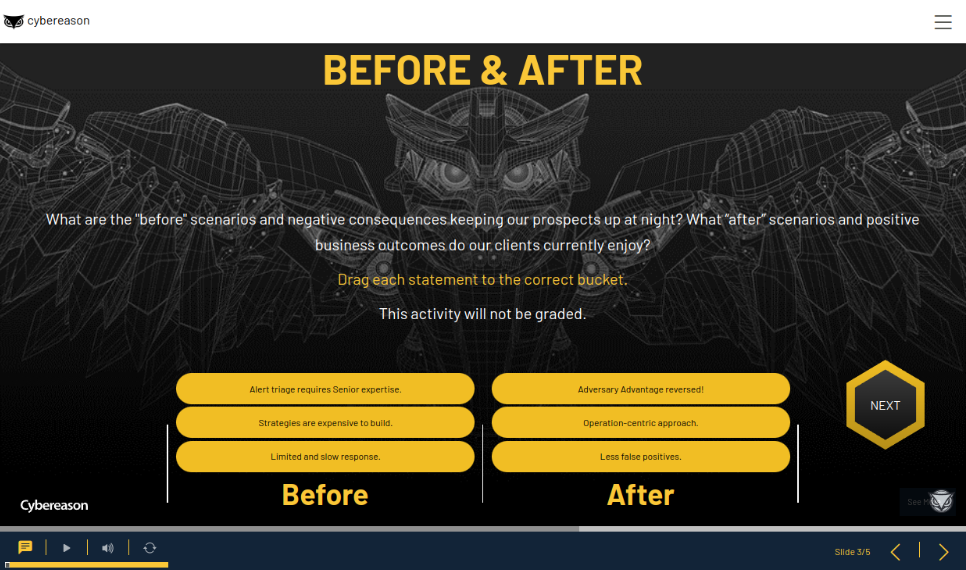 cybereason
BEFORE & AFTER
What are the "before" scenarios and negative consequences keeping our prospects up at night? What “after” scenarios and positive
business outcomes do our clients currently enjoy?
Drag each statement to the correct bucket.
This activity will not be graded.
Alert triage requires Senior expertise.
Adversary Advantage reversed!
Strategies are expensive to build.
Operation-centric approach.
Limited and slow response.
Less false positives.
NEXT
Before
After
Cybereason
See
Slide 3/5